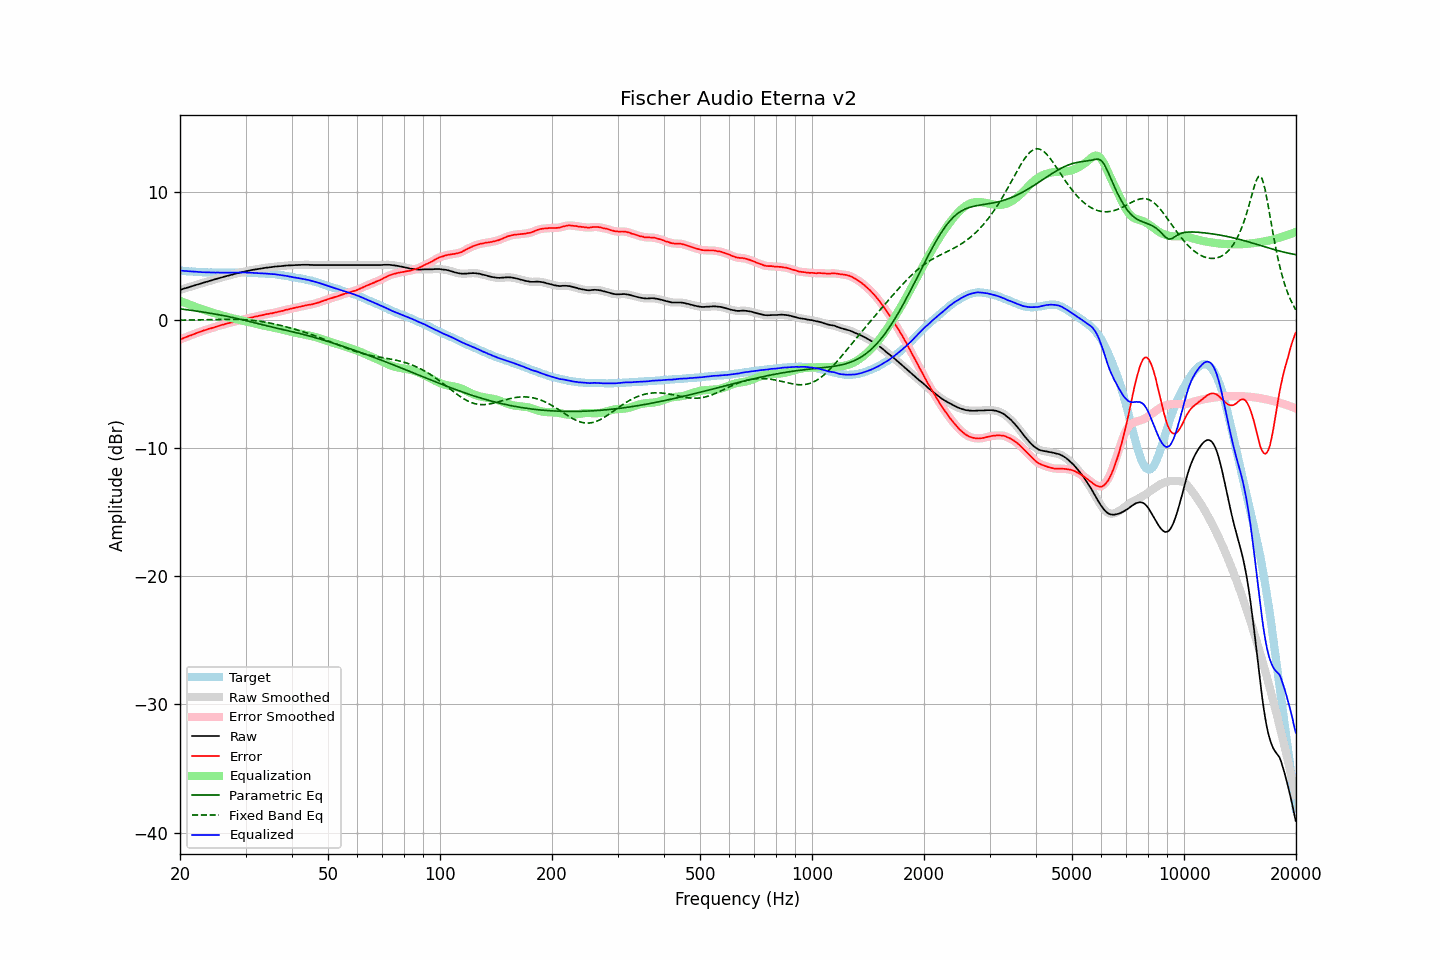 Fischer Audio Eterna v2
10
0
−10
−20
−30
−40
Amplitude (dBr)
Target
Raw Smoothed
Error Smoothed
Raw
Error
Equalization
Parametric Eq
Fixed Band Eq
Equalized
20 50 100 200 500 1000 2000 5000 10000 20000
Frequency (Hz)